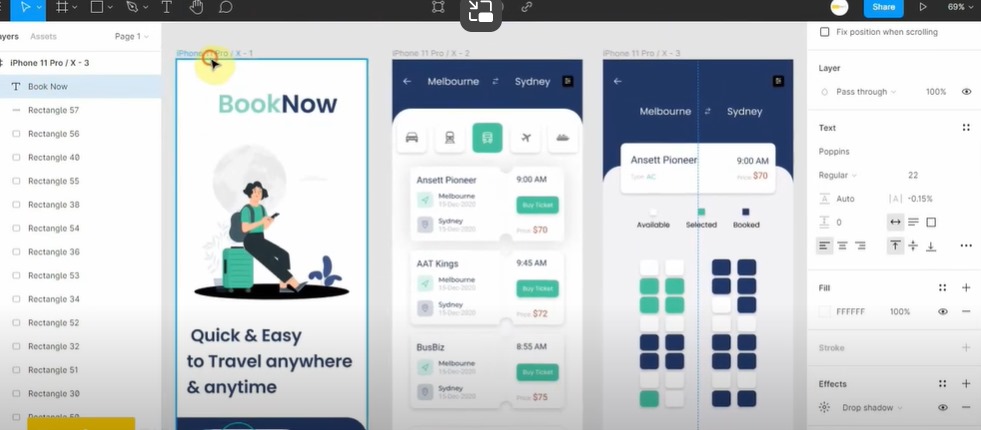 Share
69%
ayers
Assets
Page 1
iPhone 11 Pro / X - 3
Book Now
Rectangle 57
Rectangle 56
Rectangle 40
Rectangle 55
Rectangle 38
Rectangle 54
Rectangle 36
Rectangle 53
Rectangle 34
Rectangle 52
Rectangle 32
Rectangle 51
Rectangle 30
iPhone 11 Pro / X - 1
BookNow
Quick & Easy
to Travel anywhere
& anytime
iPhone 11 Pro / X - 2
Melbourne
Sydney
Ansett Pioneer
9:00 AM
Melbourne
15-Dec-2020
Buy Ticket
Sydney
15-Dec-2020
Price $70
AAT Kings
9:45 AM
Melbourne
15-Dec-2020
Buy Ticket
Sydney
15-Dec-2020
Price $72
BusBiz
8:55 AM
Melbourne
15-Dec-2020
Buy Ticket
Sydney
15-Dec-2020
Price $75
iPhone 11 Pro / X - 3
Melbourne
Sydney
Ansett Pioneer
9:00 AM
Type AC
Price $70
Available
Selected
Booked
Fix position when scrolling
Layer
Pass through
100%
Text
Poppins
Regular
22
Auto
-0.15%
0
Fill
FFFFFF
100%
Stroke
Effects
Drop shadow